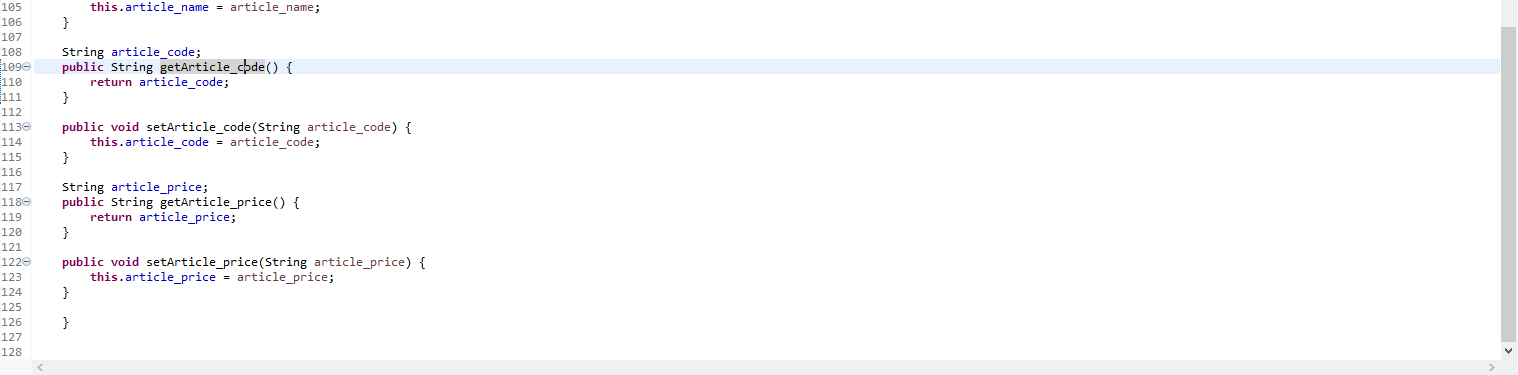 105         this.article_name = article_name;
106     }
107
108     String article_code;
109     public String getArticle_code() {
110         return article_code;
111     }
112
113     public void setArticle_code(String article_code) {
114         this.article_code = article_code;
115     }
116
117     String article_price;
118     public String getArticle_price() {
119         return article_price;
120     }
121
122     public void setArticle_price(String article_price) {
123         this.article_price = article_price;
124     }
125
126     }
127
128